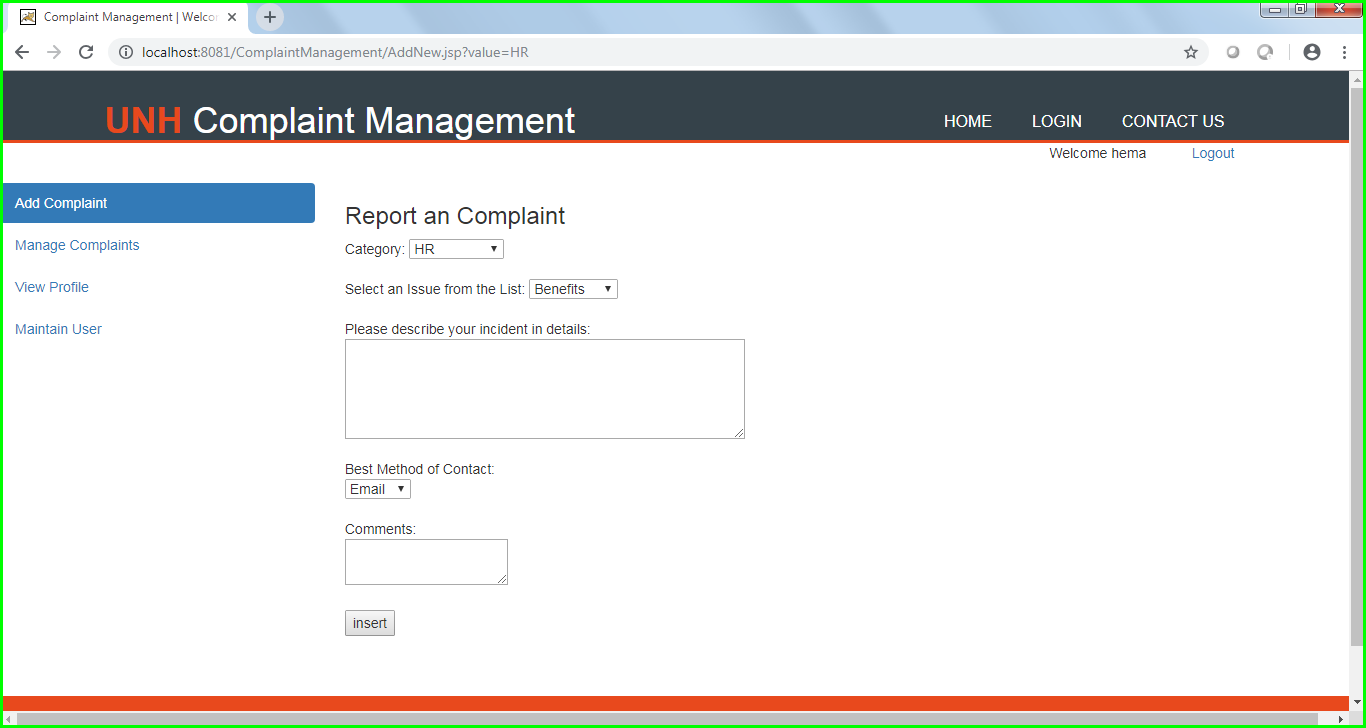 Complaint Management | Welco
localhost:8081/ComplaintManagement/AddNew.jsp?value=HR
UNH Complaint Management
HOME LOGIN CONTACT US
Welcome hema Logout
Add Complaint
Manage Complaints
View Profile
Maintain User
Report an Complaint
Category: HR
Select an Issue from the List: Benefits
Please describe your incident in details:
Best Method of Contact:
Email
Comments:
insert